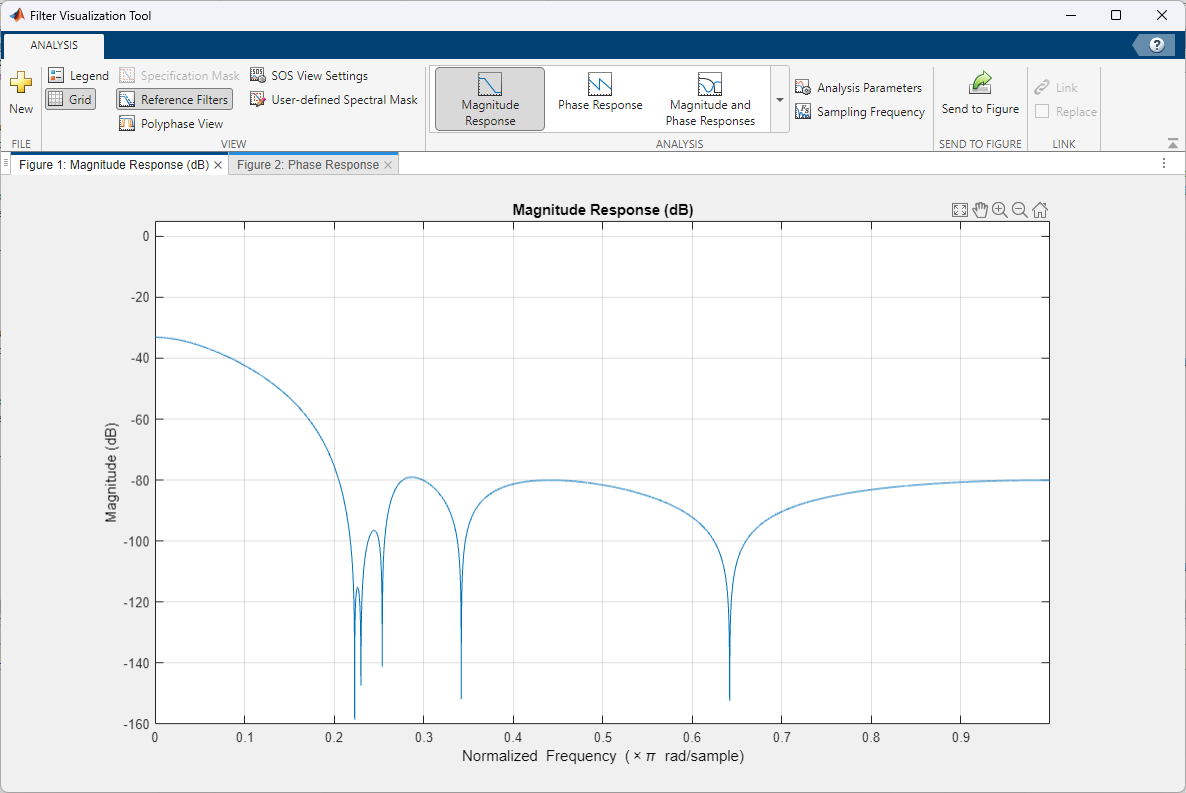 Filter Visualization Tool
ANALYSIS
?
New
Legend
Grid
Specification Mask
Reference Filters
Polyphase View
SOS View Settings
User-defined Spectral Mask
Magnitude
Response
Phase Response
Magnitude and
Phase Responses
Analysis Parameters
Sampling Frequency
Send to Figure
Link
Replace
FILE
VIEW
ANALYSIS
SEND TO FIGURE
LINK
Figure 1: Magnitude Response (dB)
Figure 2: Phase Response
Magnitude Response (dB)
0
-20
-40
-60
-80
-100
-120
-140
-160
Magnitude (dB)
0 0.1 0.2 0.3 0.4 0.5 0.6 0.7 0.8 0.9
Normalized Frequency (× π rad/sample)